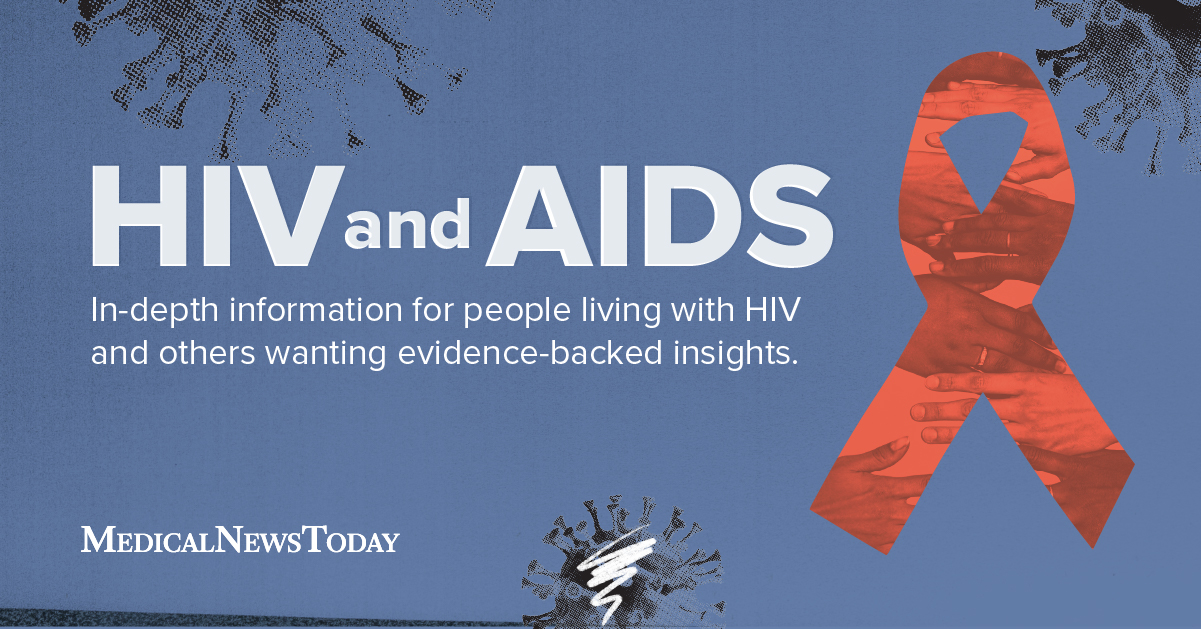 HIV and AIDS
In-depth information for people living with HIV
and others wanting evidence-backed insights.
MEDICALNEWSTODAY